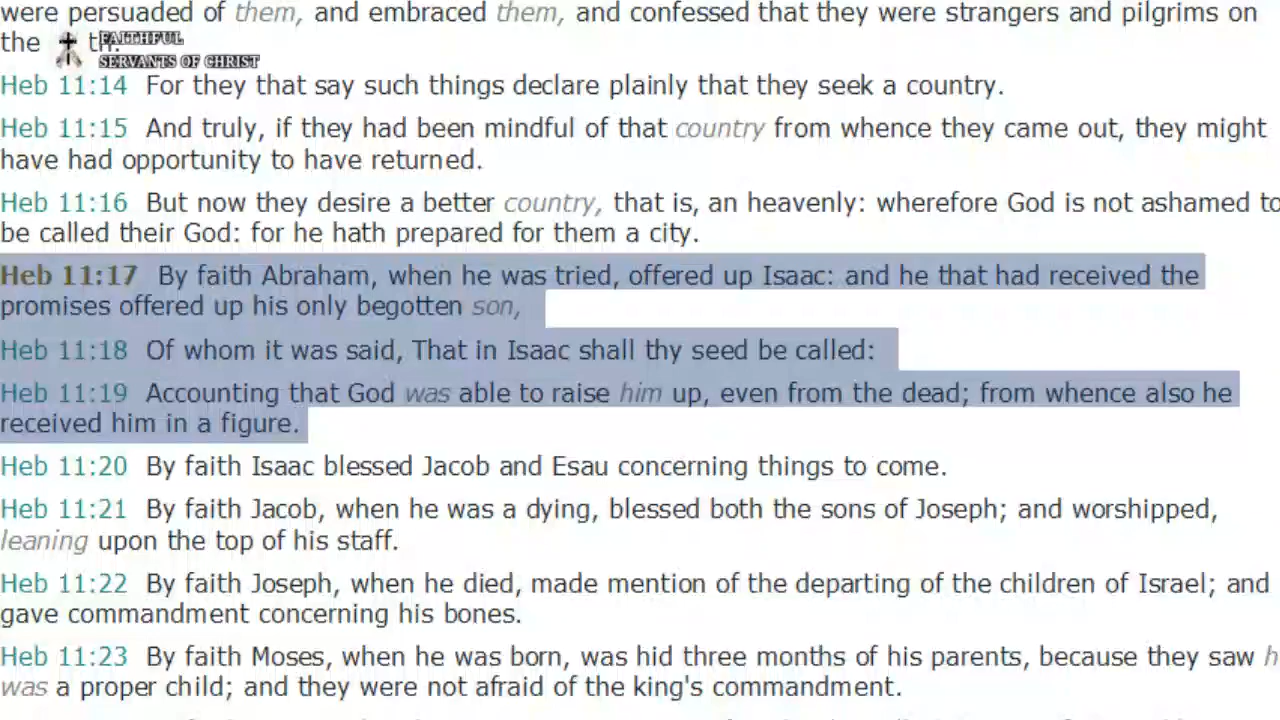 were persuaded of them, and embraced them, and confessed that they were strangers and pilgrims on
the th.
FAITHFUL
SERVANTS OF CHRIST
Heb 11:14 For they that say such things declare plainly that they seek a country.
Heb 11:15 And truly, if they had been mindful of that country from whence they came out, they might
have had opportunity to have returned.
Heb 11:16 But now they desire a better country, that is, an heavenly: wherefore God is not ashamed to
be called their God: for he hath prepared for them a city.
Heb 11:17 By faith Abraham, when he was tried, offered up Isaac: and he that had received the
promises offered up his only begotten son,
Heb 11:18 Of whom it was said, That in Isaac shall thy seed be called:
Heb 11:19 Accounting that God was able to raise him up, even from the dead; from whence also he
received him in a figure.
Heb 11:20 By faith Isaac blessed Jacob and Esau concerning things to come.
Heb 11:21 By faith Jacob, when he was a dying, blessed both the sons of Joseph; and worshipped,
leaning upon the top of his staff.
Heb 11:22 By faith Joseph, when he died, made mention of the departing of the children of Israel; and
gave commandment concerning his bones.
Heb 11:23 By faith Moses, when he was born, was hid three months of his parents, because they saw h
was a proper child; and they were not afraid of the king's commandment.